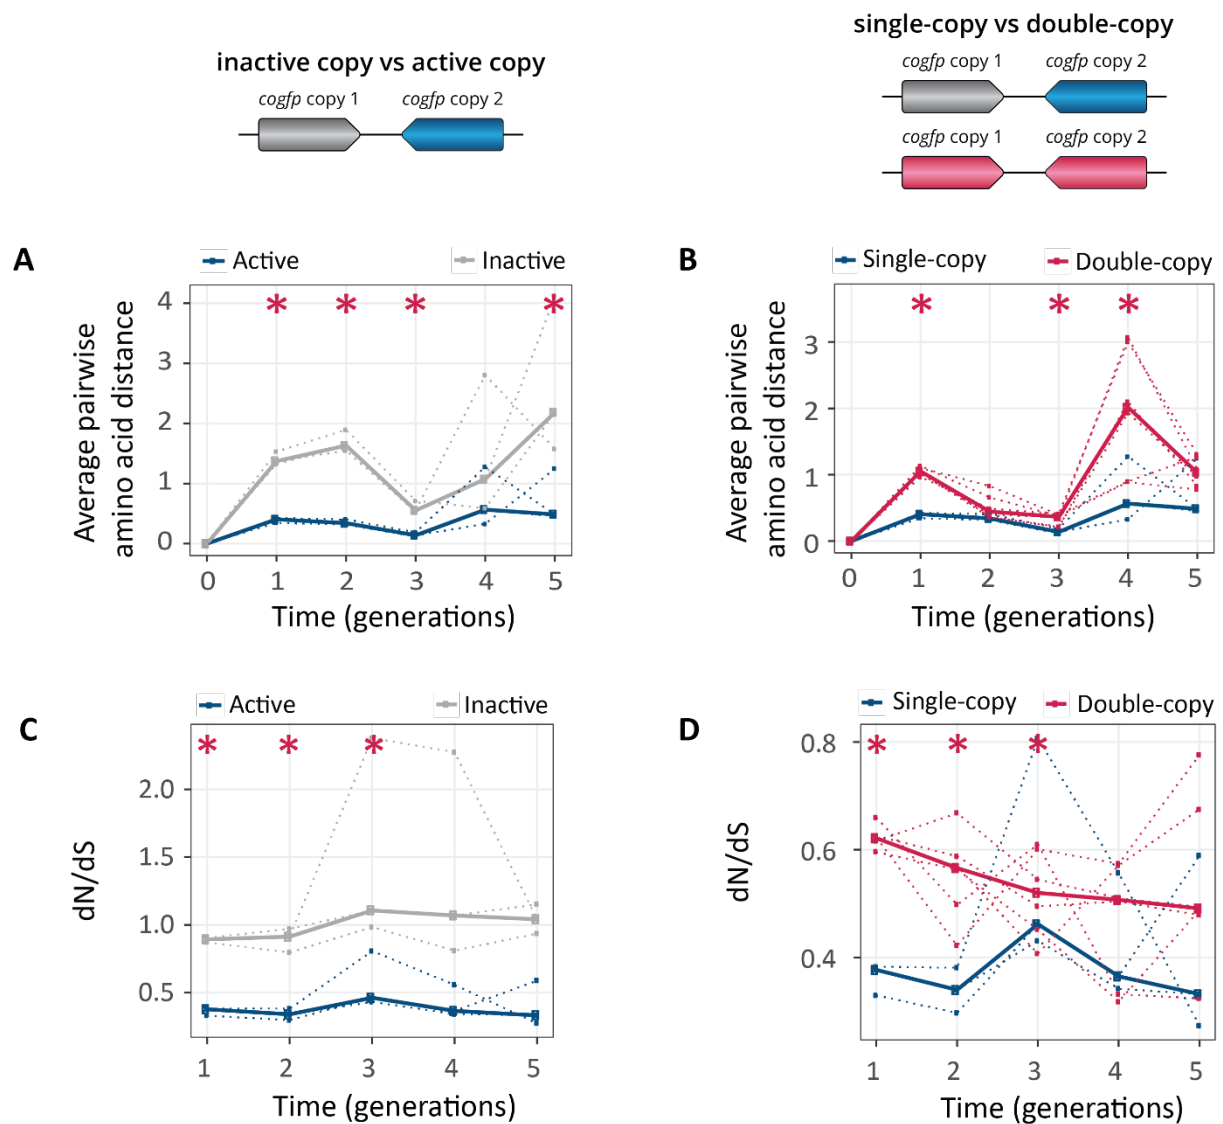 inactive copy vs active copy
cogfp copy 1 cogfp copy 2
single-copy vs double-copy
cogfp copy 1 cogfp copy 2
cogfp copy 1 cogfp copy 2
A
Active Inactive
* * * *
Average pairwise
amino acid distance
4
3
2
1
0
0 1 2 3 4 5
Time (generations)
B
Single-copy Double-copy
* * *
Average pairwise
amino acid distance
3
2
1
0
0 1 2 3 4 5
Time (generations)
C
Active Inactive
* * *
dN/dS
2.0
1.5
1.0
0.5
1 2 3 4 5
Time (generations)
D
Single-copy Double-copy
* * *
dN/dS
0.8
0.6
0.4
1 2 3 4 5
Time (generations)